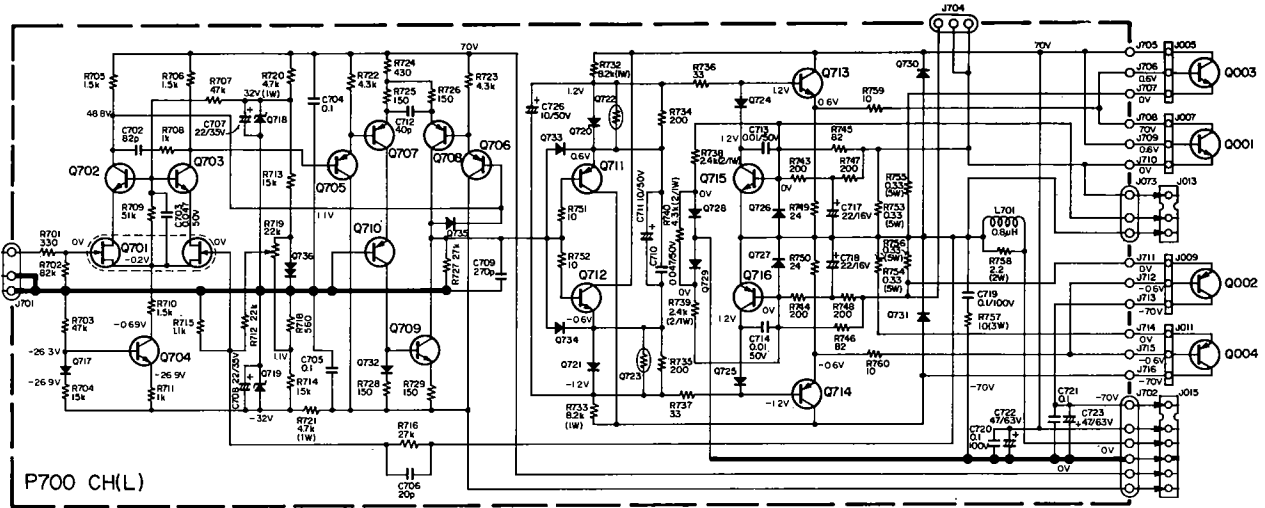 J704
J705
J005
70V
70V
R705
1.5k
R706
1.5k
R707
47k
R720
4.7k
(1W)
32V
C704
0.1
R722
4.3k
R724
430
R725
150
R726
150
R723
4.3k
C712
40p
48.8V
C702
82p
R708
1k
C707
22/35V
Q718
Q702
Q703
Q705
Q707
Q708
Q706
R713
15k
R709
51k
C703
0.047
50V
1.1V
R701
330
0V
Q701
-0.2V
0V
R702
82k
R719
22k
Q736
Q710
Q735
R727 27k
C709
270p
J701
R703
47k
R710
1.5k
R715
1.1k
R712 22k
R718
560
-0.69V
Q704
-26.3V
Q717
-26.9V
-26.9V
R704
15k
R711
1k
C708 22/35V
Q719
1.1V
R714
15k
C705
0.1
-32V
R721
4.7k
(1W)
Q732
R728
150
R729
150
Q709
R716
27k
C706
20p
P700 CH(L)
R732
8.2k(1W)
1.2V
Q722
C726
10/50V
Q720
Q733
0.6V
Q711
R734
200
R736
33
R751
10
R752
10
Q712
-0.6V
Q734
Q721
-1.2V
R733
8.2k
(1W)
Q723
R735
200
R737
33
C711 10/50V
C710
0.047/50V
R740
4.3k(2/1W)
R738
2.4k(2/1W)
0V
Q728
Q729
0V
R739
2.4k
(2/1W)
Q724
1.2V
1.2V
Q713
0.6V
C713
0.01/50V
R745
82
Q715
R743
200
R747
200
0V
Q726
R749
24
C717
22/16V
Q727
R750
24
C718
22/16V
Q716
0V
R744
200
R748
200
1.2V
C714
0.01
50V
R746
82
Q725
-0.6V
Q714
-1.2V
R759
10
R760
10
Q730
Q731
R755
0.33
(5W)
R753
0.33
(5W)
R756
0.33
(5W)
R754
0.33
(5W)
L701
0.8μH
R758
2.2
(2W)
C719
0.1/100V
R757
10(3W)
-70V
C720
0.1
100V
C722
47/63V
C721
0.1
C723
47/63V
-70V
0V
0V
J706
0.6V
J707
0V
Q003
J708
70V
J007
J709
0.6V
J710
0V
Q001
J073
J013
J711
0V
J009
J712
-0.6V
J713
-70V
Q002
J714
0V
J011
J715
-0.6V
J716
-70V
Q004
J702
J015